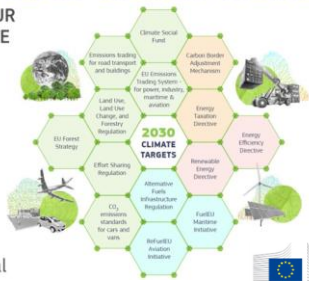 UR
E
Climate Social
Fund
Emissions trading
for road transport
and buildings
Carbon Border
Adjustment
Mechanism
EU Emissions
Trading System
for power, industry,
maritime &
aviation
Land Use,
Land Use
Change, and
Forestry
Regulation
Energy
Taxation
Directive
EU Forest
Strategy
2030
CLIMATE
TARGETS
Energy
Efficiency
Directive
Effort Sharing
Regulation
Renewable
Energy
Directive
Alternative
Fuels
Infrastructure
Regulation
CO₂
emissions
standards
for cars and
vans
FuelEU
Maritime
Initiative
ReFuelEU
Aviation
Initiative
al